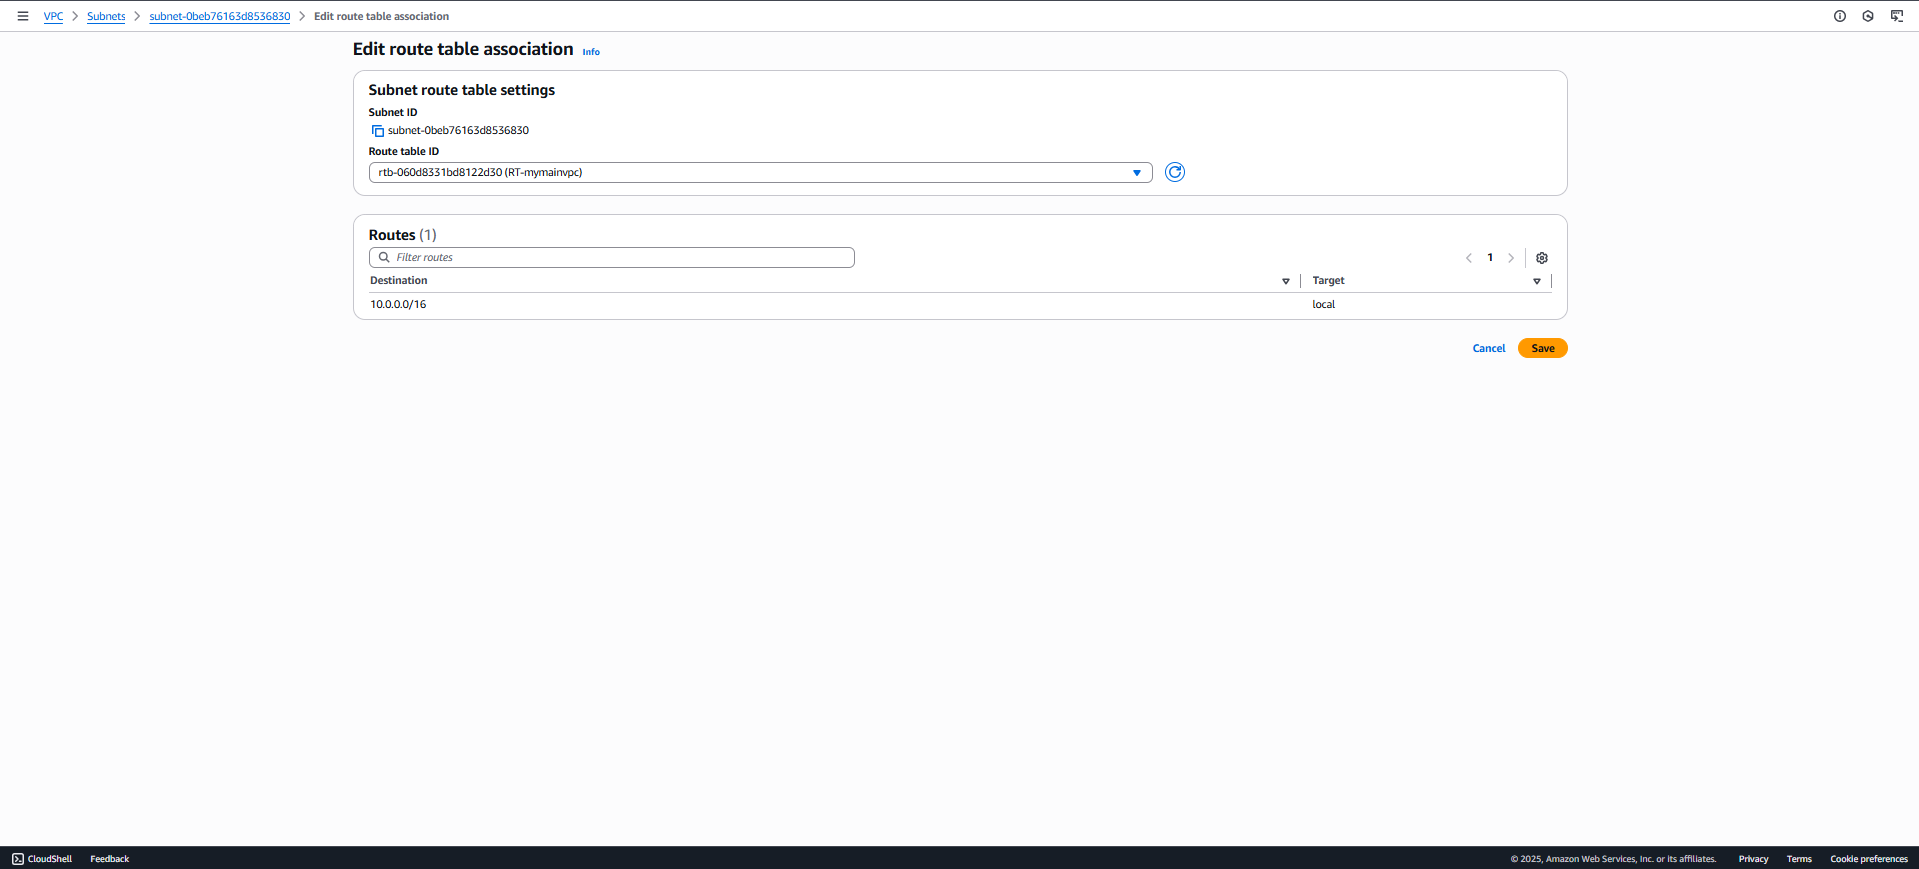 VPC > Subnets > subnet-0beb76163d8536830 > Edit route table association
Edit route table association Info
Subnet route table settings
Subnet ID
subnet-0beb76163d8536830
Route table ID
rtb-060d8331bd8122d30 (RT-mymainvpc)
Routes (1)
Filter routes
1
Destination Target
10.0.0.0/16 local
Cancel Save
CloudShell Feedback © 2025, Amazon Web Services, Inc. or its affiliates. Privacy Terms Cookie preferences